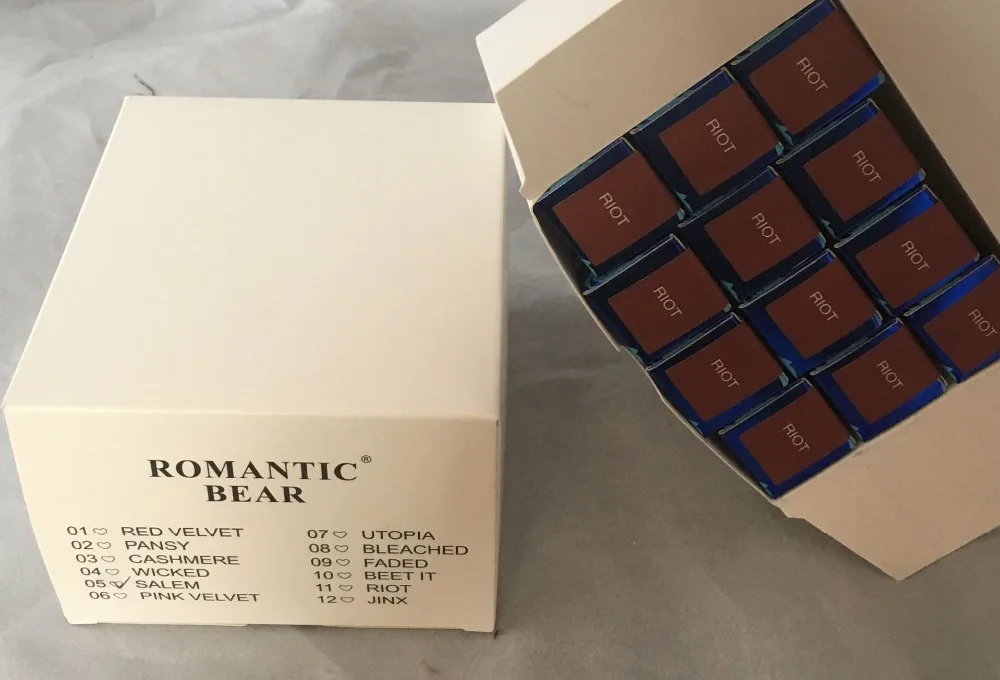 ROMANTIC®
BEAR
01 ♡ RED VELVET
02 ♡ PANSY
03 ♡ CASHMERE
04 ♡ WICKED
05 ♡✓ SALEM
06 ♡ PINK VELVET
07 ♡ UTOPIA
08 ♡ BLEACHED
09 ♡ FADED
10 ♡ BEET IT
11 ♡ RIOT
12 ♡ JINX
RIOT
RIOT
RIOT
RIOT
RIOT
RIOT
RIOT
RIOT
RIOT
RIOT
RIOT
RIOT